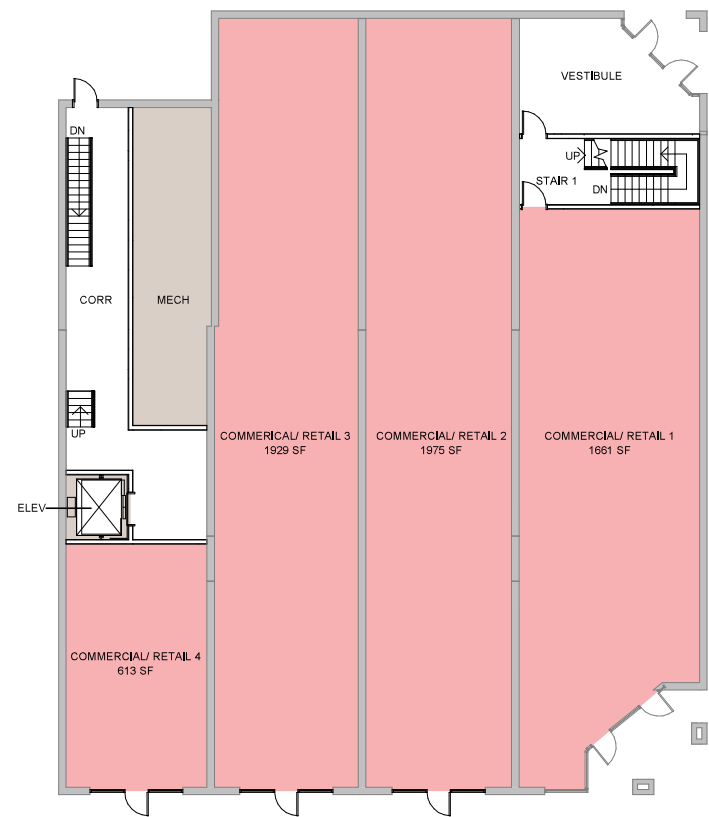 VESTIBULE
DN
UP
STAIR 1
DN
CORR
MECH
UP
COMMERICAL/ RETAIL 3
1929 SF
COMMERCIAL/ RETAIL 2
1975 SF
COMMERCIAL/ RETAIL 1
1661 SF
ELEV
COMMERCIAL/ RETAIL 4
613 SF